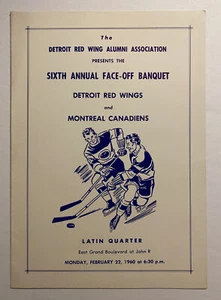 The
DETROIT RED WING ALUMNI ASSOCIATION
PRESENTS THE
SIXTH ANNUAL FACE-OFF BANQUET
DETROIT RED WINGS
and
MONTREAL CANADIENS
LATIN QUARTER
East Grand Boulevard at John R
MONDAY, FEBRUARY 22, 1960 at 6:30 p.m.